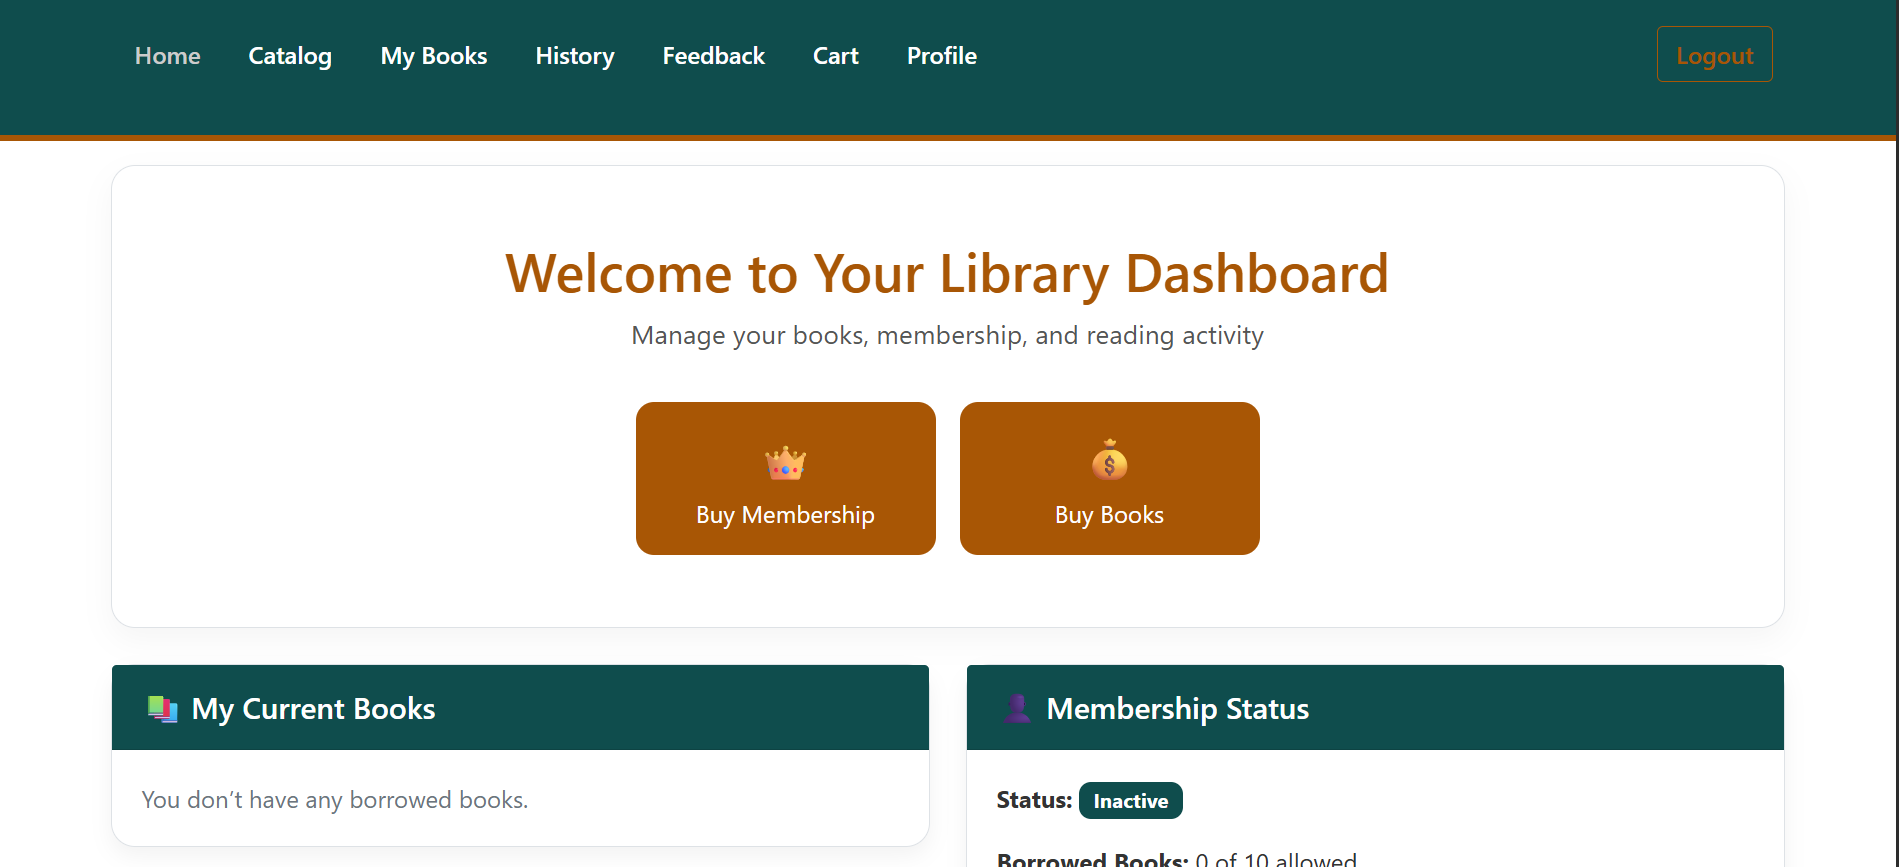 Home Catalog My Books History Feedback Cart Profile Logout
Welcome to Your Library Dashboard
Manage your books, membership, and reading activity
Buy Membership
Buy Books
My Current Books
You don’t have any borrowed books.
Membership Status
Status: Inactive
Borrowed Books: 0 of 10 allowed